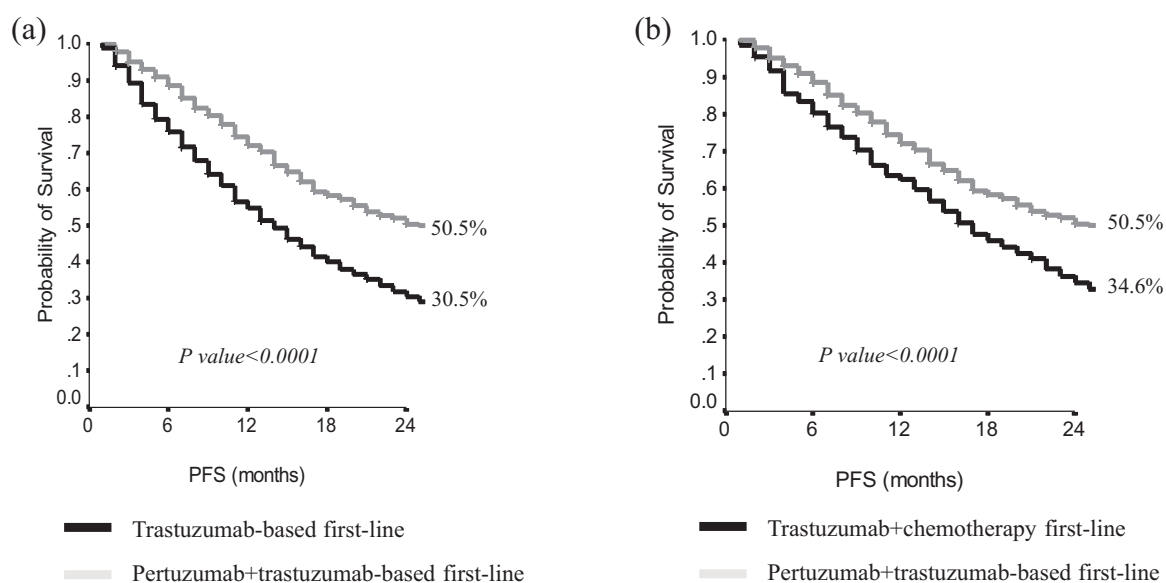 (a)
1.0
.9
.8
.7
.6
.5
.4
.3
.2
.1
0.0
Probability of Survival
50.5%
30.5%
P value<0.0001
0 6 12 18 24
PFS (months)
Trastuzumab-based first-line
Pertuzumab+trastuzumab-based first-line
(b)
1.0
.9
.8
.7
.6
.5
.4
.3
.2
.1
0.0
Probability of Survival
50.5%
34.6%
P value<0.0001
0 6 12 18 24
PFS (months)
Trastuzumab+chemotherapy first-line
Pertuzumab+trastuzumab-based first-line